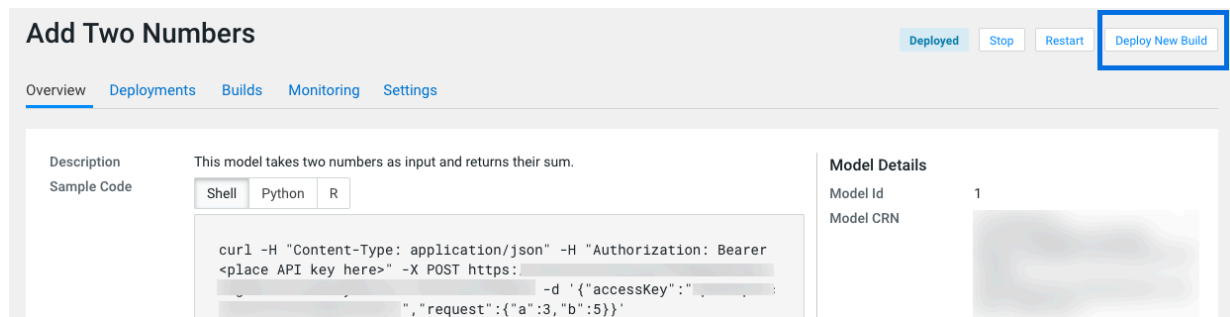 Add Two Numbers
Deployed Stop Restart Deploy New Build
Overview Deployments Builds Monitoring Settings
Description This model takes two numbers as input and returns their sum.
Sample Code Shell Python R
Model Details
Model Id 1
Model CRN
curl -H "Content-Type: application/json" -H "Authorization: Bearer
<place API key here>" -X POST https:
-d '{"accessKey":"
","request":{"a":3,"b":5}}'